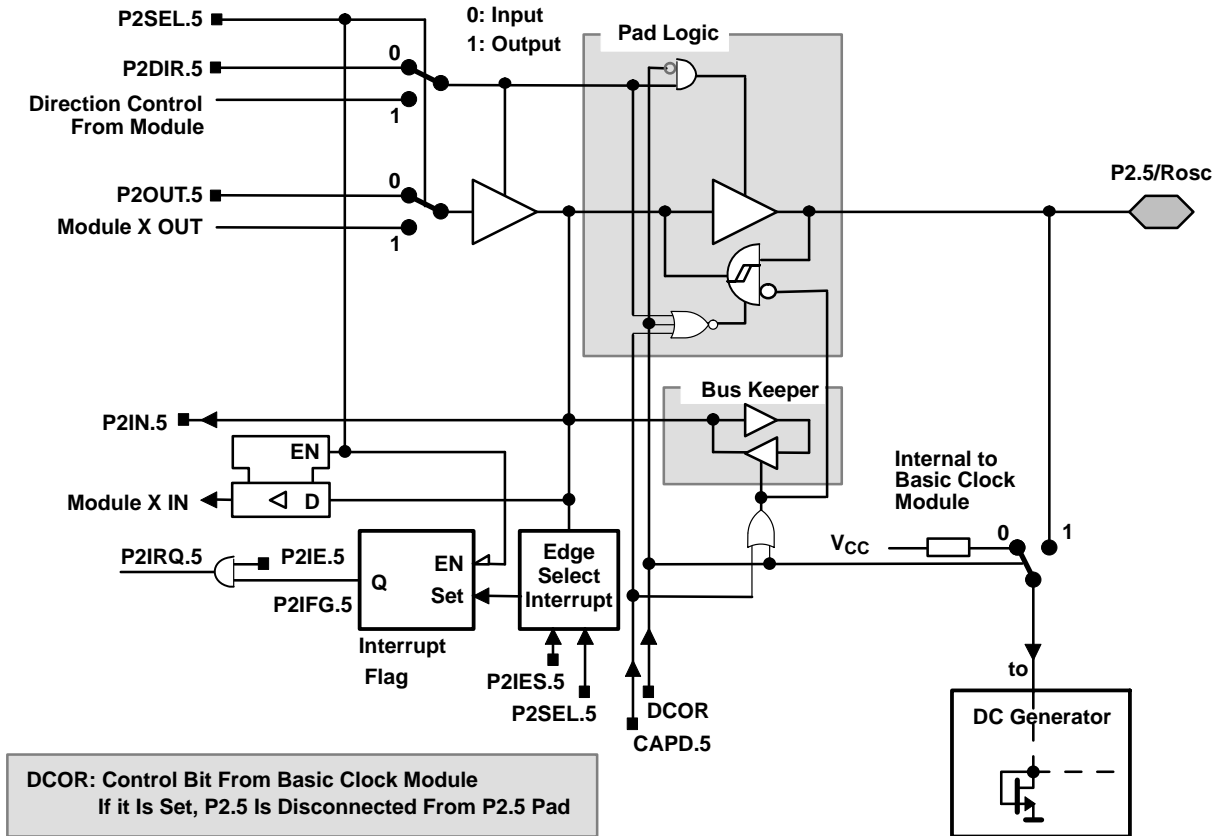 P2SEL.5
0: Input
1: Output
Pad Logic
P2DIR.5
0
Direction Control
From Module
1
P2.5/Rosc
P2OUT.5
0
Module X OUT
1
Bus Keeper
P2IN.5
EN
Module X IN
D
Internal to
Basic Clock
Module
VCC
0
1
P2IRQ.5
P2IE.5
P2IFG.5
Q
EN
Set
Edge
Select
Interrupt
Interrupt
Flag
P2IES.5
P2SEL.5
DCOR
CAPD.5
to
DC Generator
DCOR: Control Bit From Basic Clock Module
If it Is Set, P2.5 Is Disconnected From P2.5 Pad